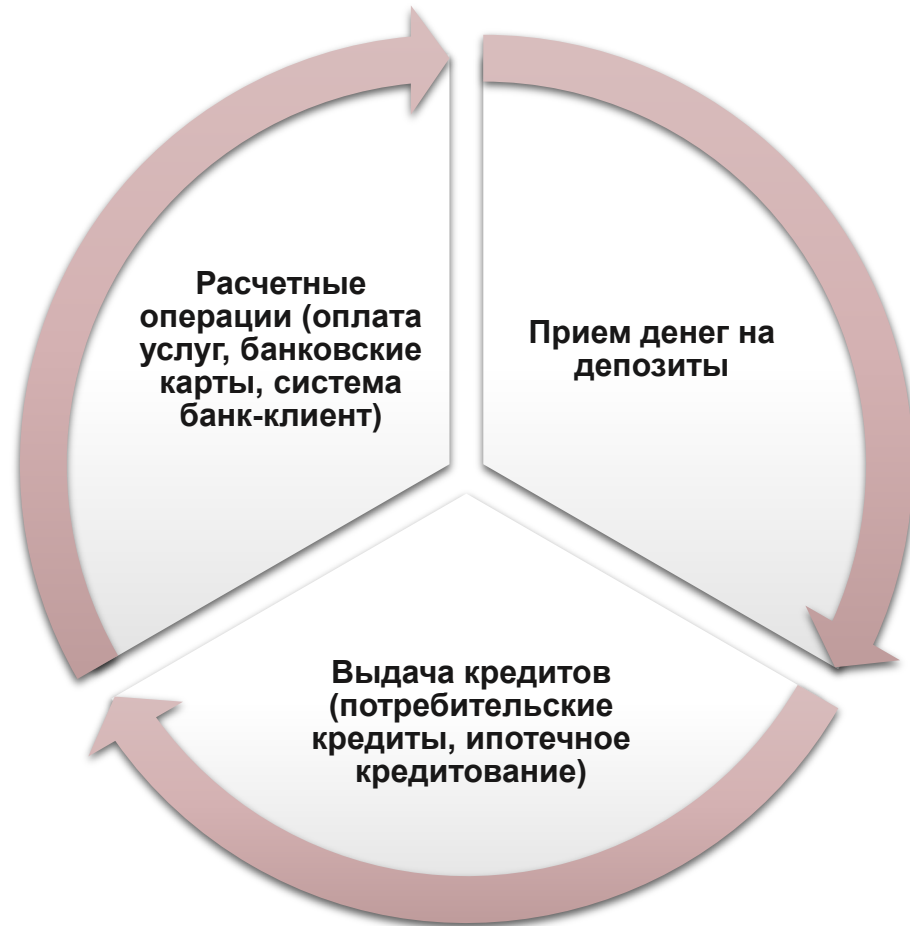 Расчетные
операции (оплата
услуг, банковские
карты, система
банк-клиент)
Прием денег на
депозиты
Выдача кредитов
(потребительские
кредиты, ипотечное
кредитование)